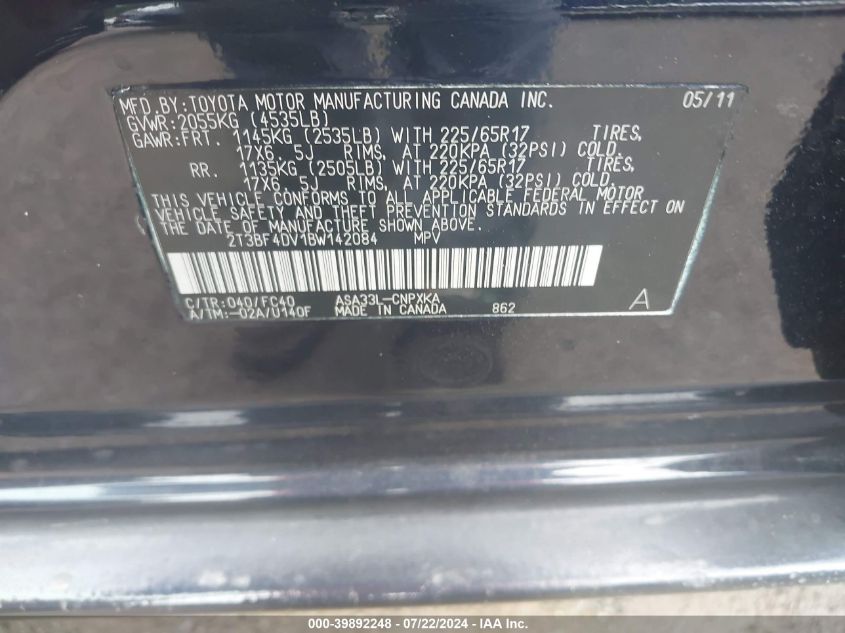 MFD.BY:TOYOTA MOTOR MANUFACTURING CANADA INC. 05/11
GVWR:2055KG (4535LB)
GAWR:FRT. 1145KG (2535LB) WITH 225/65R17 TIRES,
17X6. 5J RIMS, AT 220KPA (32PSI) COLD,
RR. 1135KG (2505LB) WITH 225/65R17 TIRES,
17X6. 5J RIMS, AT 220KPA (32PSI) COLD,
THIS VEHICLE CONFORMS TO ALL APPLICABLE FEDERAL MOTOR
VEHICLE SAFETY AND THEFT PREVENTION STANDARDS IN EFFECT ON
THE DATE OF MANUFACTURE SHOWN ABOVE.
2T3BF4DV1BW142084 MPV
C/TR:040/FC40 ASA33L-CNPXKA A
A/TM:-02A/U140F MADE IN CANADA 862
000-39892248 - 07/22/2024 - IAA Inc.